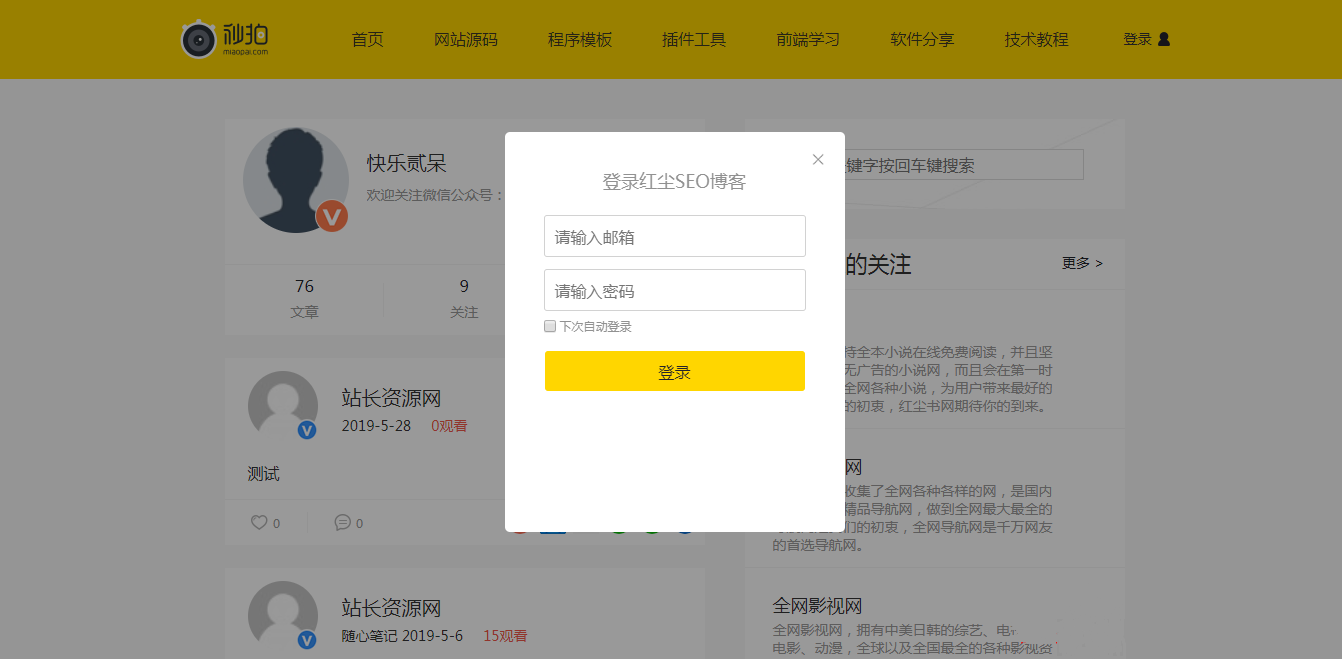 秒拍
miaopai.com
首页 网站源码 程序模板 插件工具 前端学习 软件分享 技术教程 登录
快乐贰呆
欢迎关注微信公众号：
76
文章
9
关注
站长资源网
2019-5-28 0观看
测试
0 0
站长资源网
随心笔记 2019-5-6 15观看
登录红尘SEO博客
请输入邮箱
请输入密码
下次自动登录
登录
键字按回车键搜索
的关注 更多 >
持全本小说在线免费阅读，并且坚
无广告的小说网，而且会在第一时
全网各种小说，为用户带来最好的
的初衷，红尘书网期待你的到来。
网
收集了全网各种各样的网，是国内
精品导航网，做到全网最大最全的
们的初衷，全网导航网是千万网友
的首选导航网。
全网影视网
全网影视网，拥有中美日韩的综艺、电
电影、动漫，全球以及全国最全的各种影视资